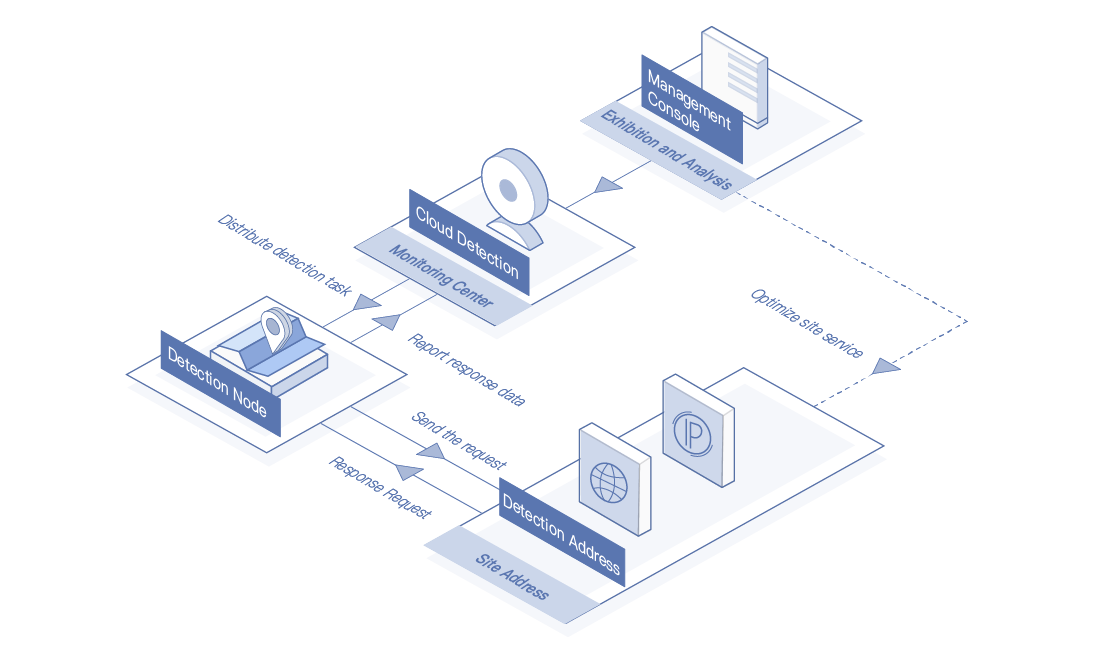 Management
Console
Exhibition and Analysis
Cloud Detection
Monitoring Center
Distribute detection task
Report response data
Optimize site service
Detection Node
Send the request
Response Request
IP
Detection Address
Site Address